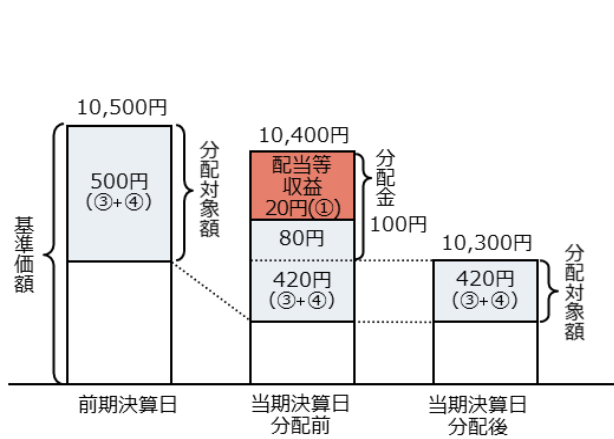 10,500円
500円
(③+④)
分配対象額
基準価額
前期決算日
10,400円
配当等
収益
20円(①)
80円
420円
(③+④)
分配金
100円
当期決算日
分配前
10,300円
420円
(③+④)
分配対象額
当期決算日
分配後